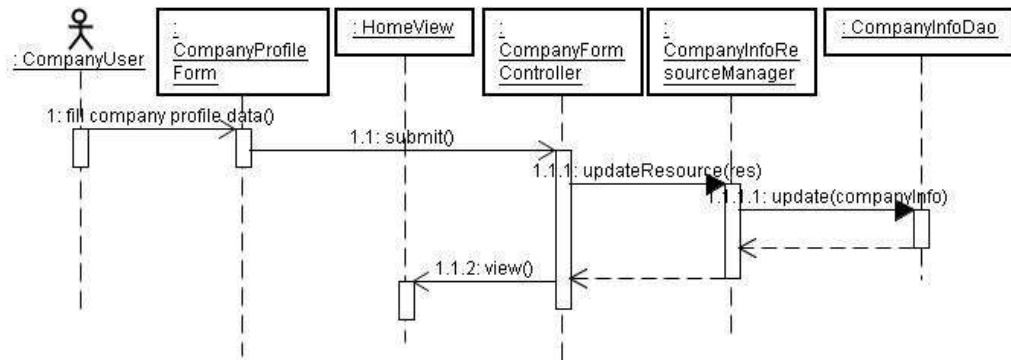 : CompanyUser
:
CompanyProfile
Form
: HomeView
:
CompanyForm
Controller
:
CompanyInfoRe
sourceManager
: CompanyInfoDao
1: fill company profile data()
1.1: submit()
1.1.1: updateResource(res)
1.1.1.1: update(companyInfo)
1.1.2: view()